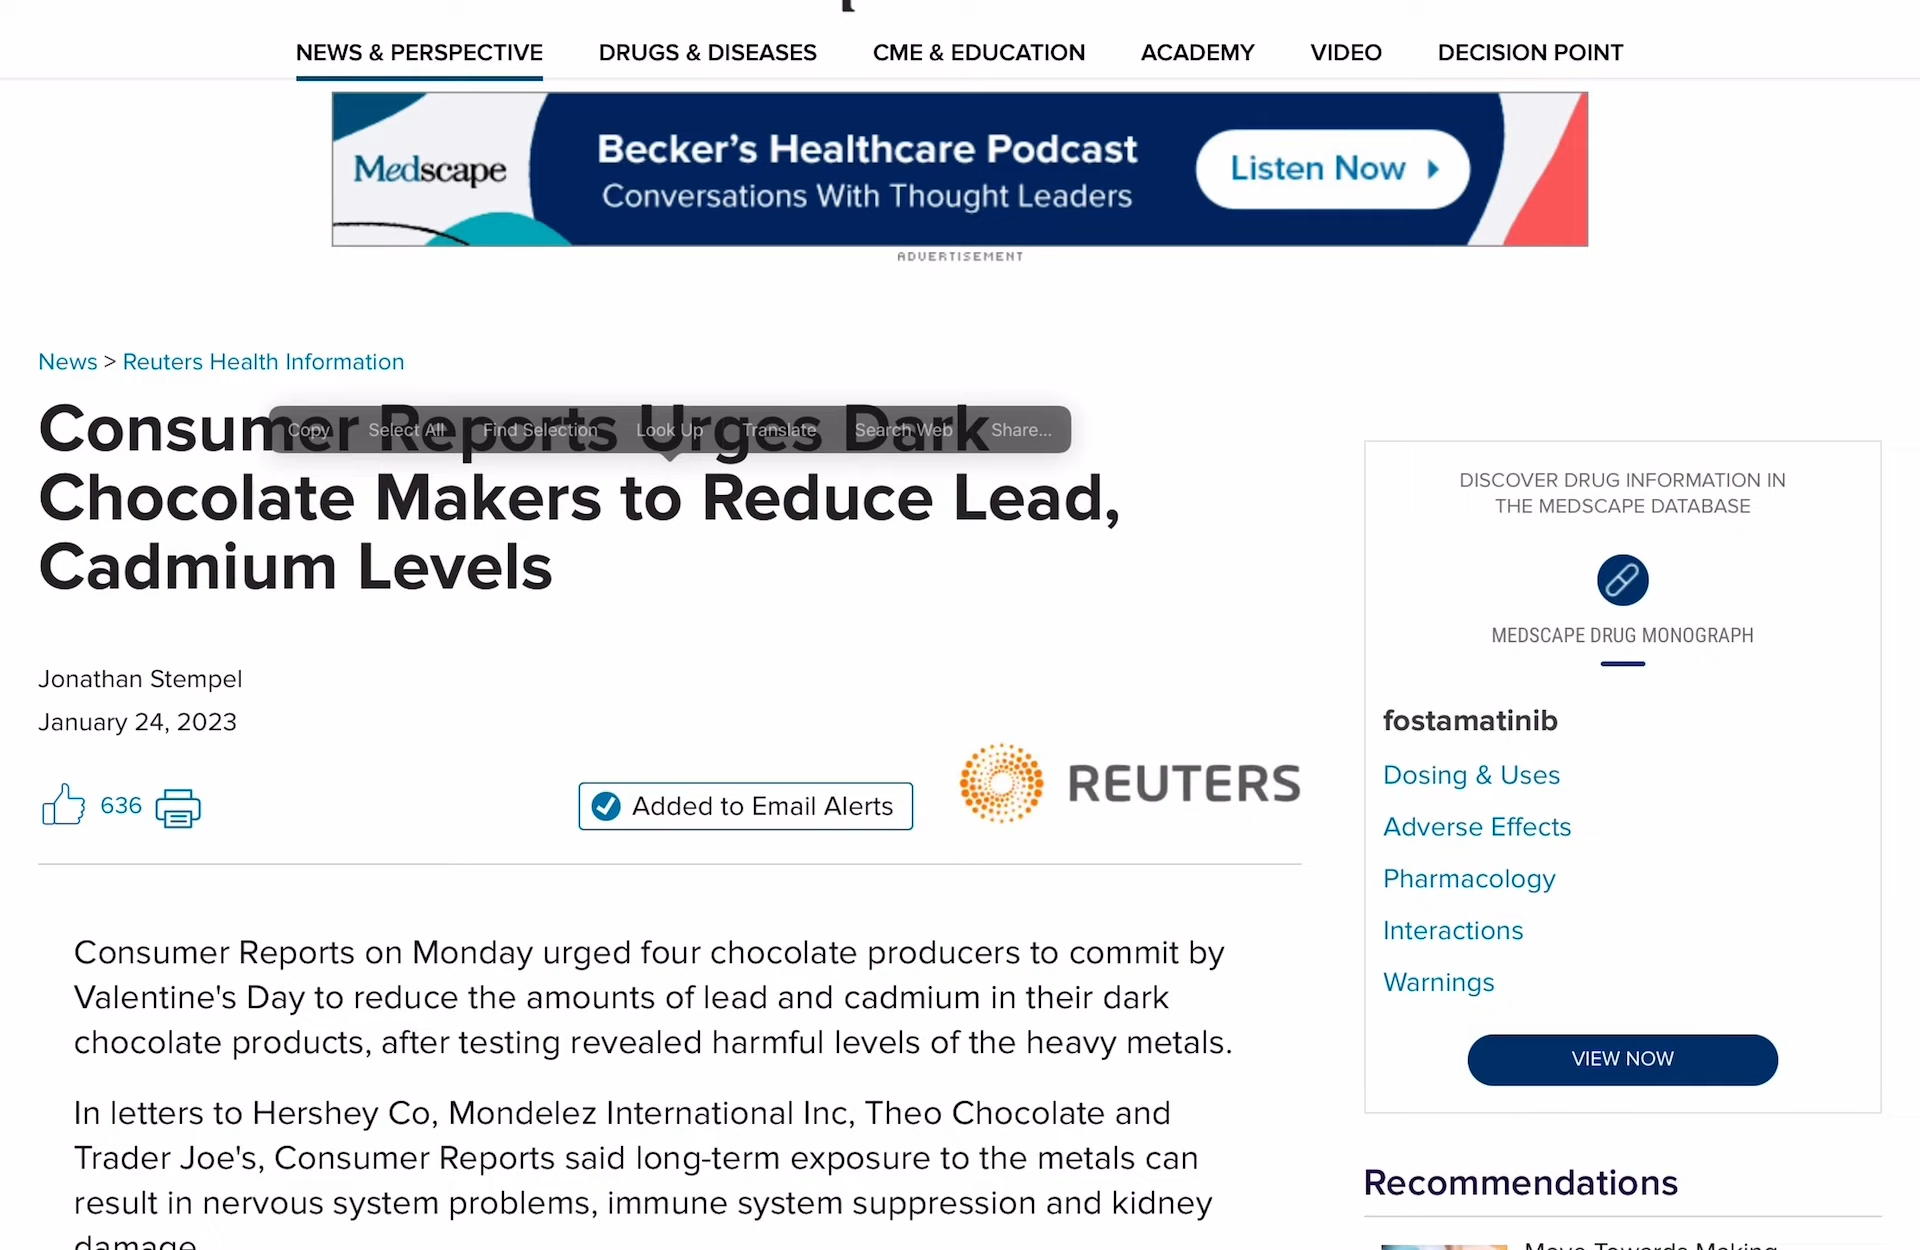 NEWS & PERSPECTIVE DRUGS & DISEASES CME & EDUCATION ACADEMY VIDEO DECISION POINT
Medscape
Becker's Healthcare Podcast
Conversations With Thought Leaders
Listen Now
ADVERTISEMENT
News > Reuters Health Information
Consumer Reports Urges Dark
Copy Select All Find Selection Look Up Translate Search Web Share...
Chocolate Makers to Reduce Lead,
Cadmium Levels
Jonathan Stempel
January 24, 2023
636
Added to Email Alerts
REUTERS
Consumer Reports on Monday urged four chocolate producers to commit by
Valentine's Day to reduce the amounts of lead and cadmium in their dark
chocolate products, after testing revealed harmful levels of the heavy metals.
In letters to Hershey Co, Mondelez International Inc, Theo Chocolate and
Trader Joe's, Consumer Reports said long-term exposure to the metals can
result in nervous system problems, immune system suppression and kidney
damage
DISCOVER DRUG INFORMATION IN
THE MEDSCAPE DATABASE
MEDSCAPE DRUG MONOGRAPH
fostamatinib
Dosing & Uses
Adverse Effects
Pharmacology
Interactions
Warnings
VIEW NOW
Recommendations
Move Towards Making